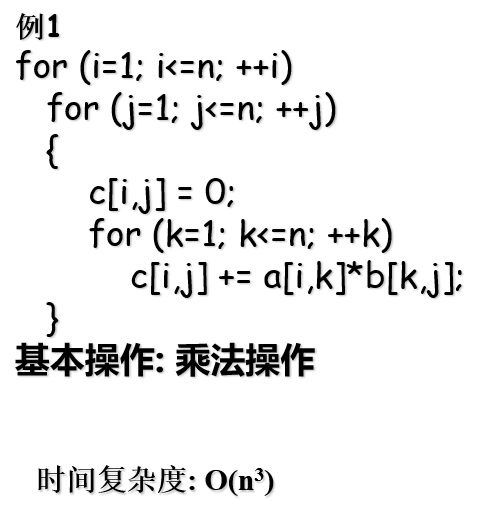 例1
for (i=1; i<=n; ++i)
for (j=1; j<=n; ++j)
{
c[i,j] = 0;
for (k=1; k<=n; ++k)
c[i,j] += a[i,k]*b[k,j];
}
基本操作: 乘法操作
时间复杂度: O(n³)